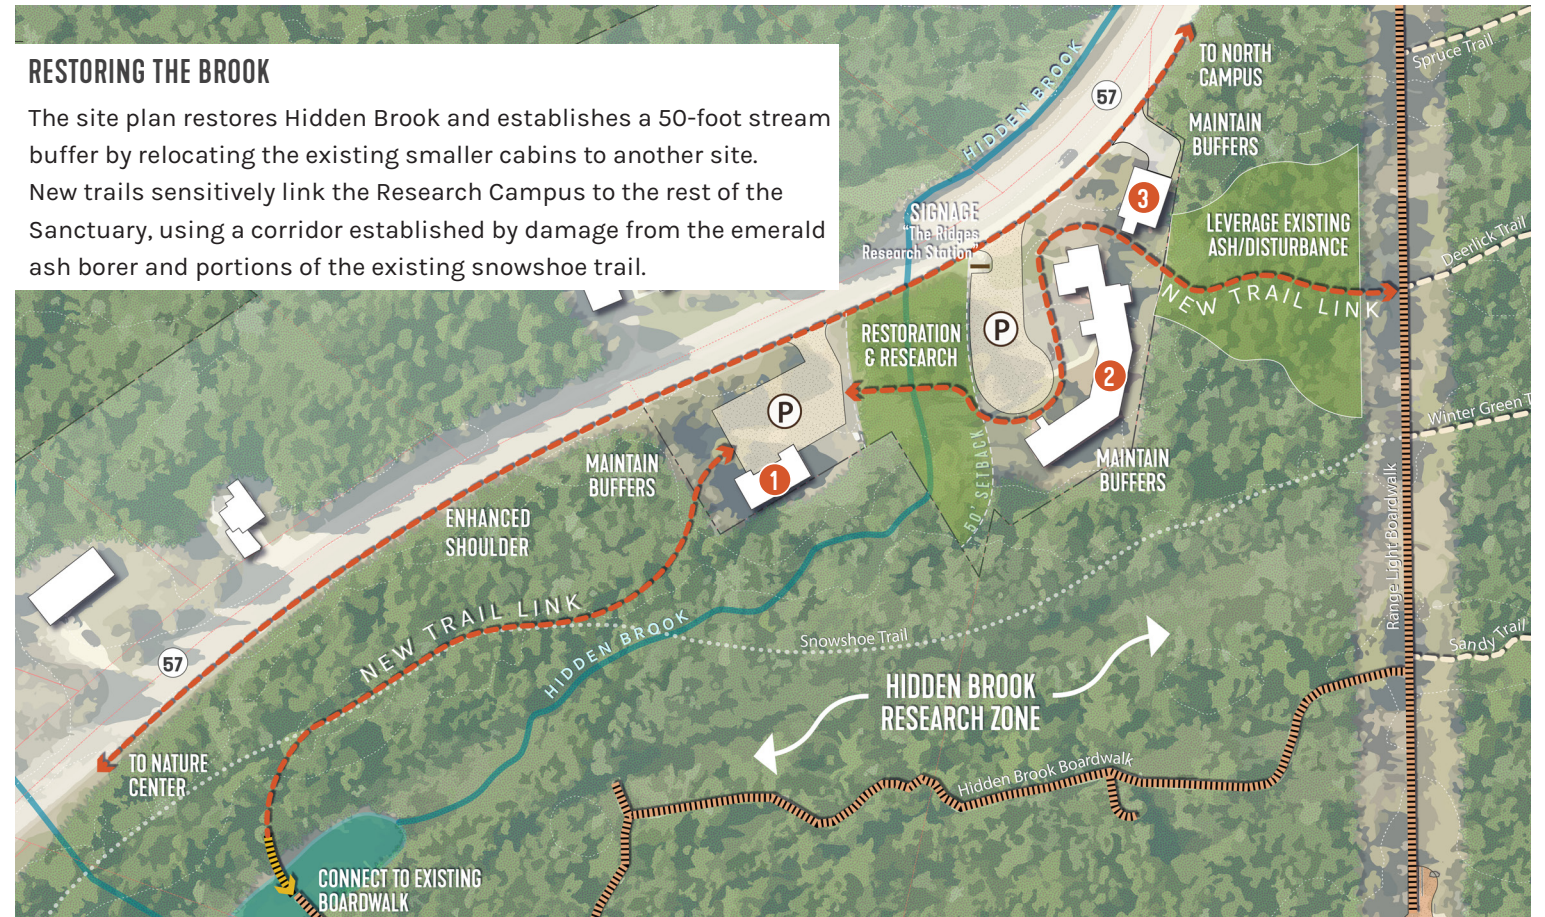 RESTORING THE BROOK
The site plan restores Hidden Brook and establishes a 50-foot stream
buffer by relocating the existing smaller cabins to another site.
New trails sensitively link the Research Campus to the rest of the
Sanctuary, using a corridor established by damage from the emerald
ash borer and portions of the existing snowshoe trail.
HIDDEN BROOK
57
TO NORTH
CAMPUS
Spruce Trail
MAINTAIN
BUFFERS
3
SIGNAGE
"The Ridges
Research Station"
LEVERAGE EXISTING
ASH/DISTURBANCE
Deerlick Trail
NEW TRAIL LINK
RESTORATION
& RESEARCH
P
2
P
Winter Green T
MAINTAIN
BUFFERS
1
MAINTAIN
BUFFERS
50' SETBACK
ENHANCED
SHOULDER
Range Light Boardwalk
NEW TRAIL LINK
HIDDEN BROOK
Snowshoe Trail
Sandy Trail
57
HIDDEN BROOK
RESEARCH ZONE
TO NATURE
CENTER
Hidden Brook Boardwalk
CONNECT TO EXISTING
BOARDWALK